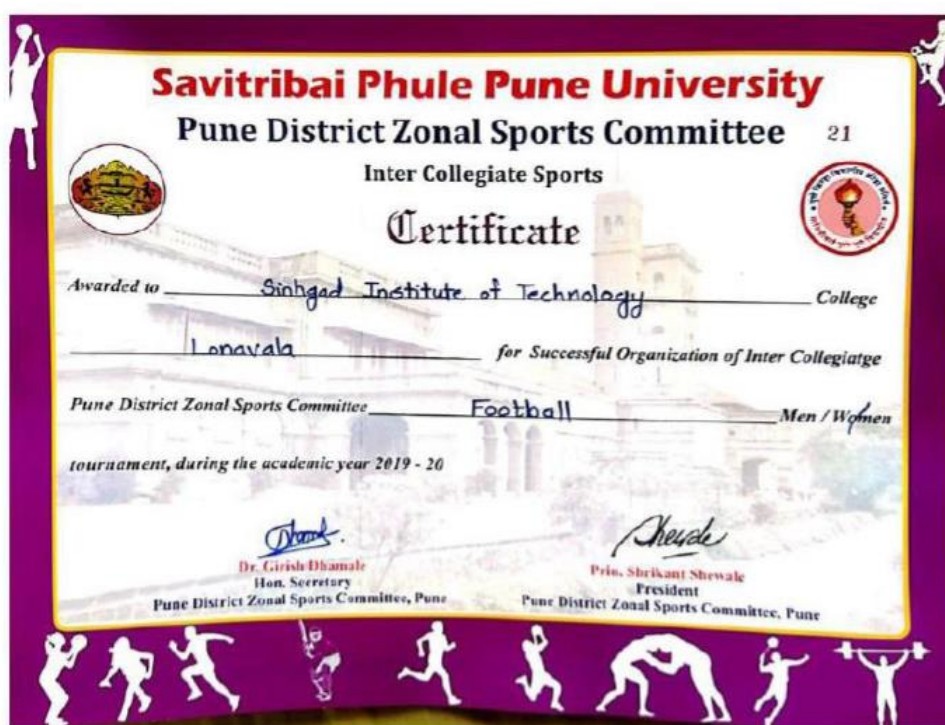 Savitribai Phule Pune University
Pune District Zonal Sports Committee 21
Inter Collegiate Sports
Certificate
Awarded to Sinhgad Institute of Technology College
Lonavala for Successful Organization of Inter Collegiatge
Pune District Zonal Sports Committee Football Men / Women
tournament, during the academic year 2019 - 20
Dr. Girish Dhamale
Hon. Secretary
Pune District Zonal Sports Committee, Pune
Prin. Shrikant Shewale
President
Pune District Zonal Sports Committee, Pune